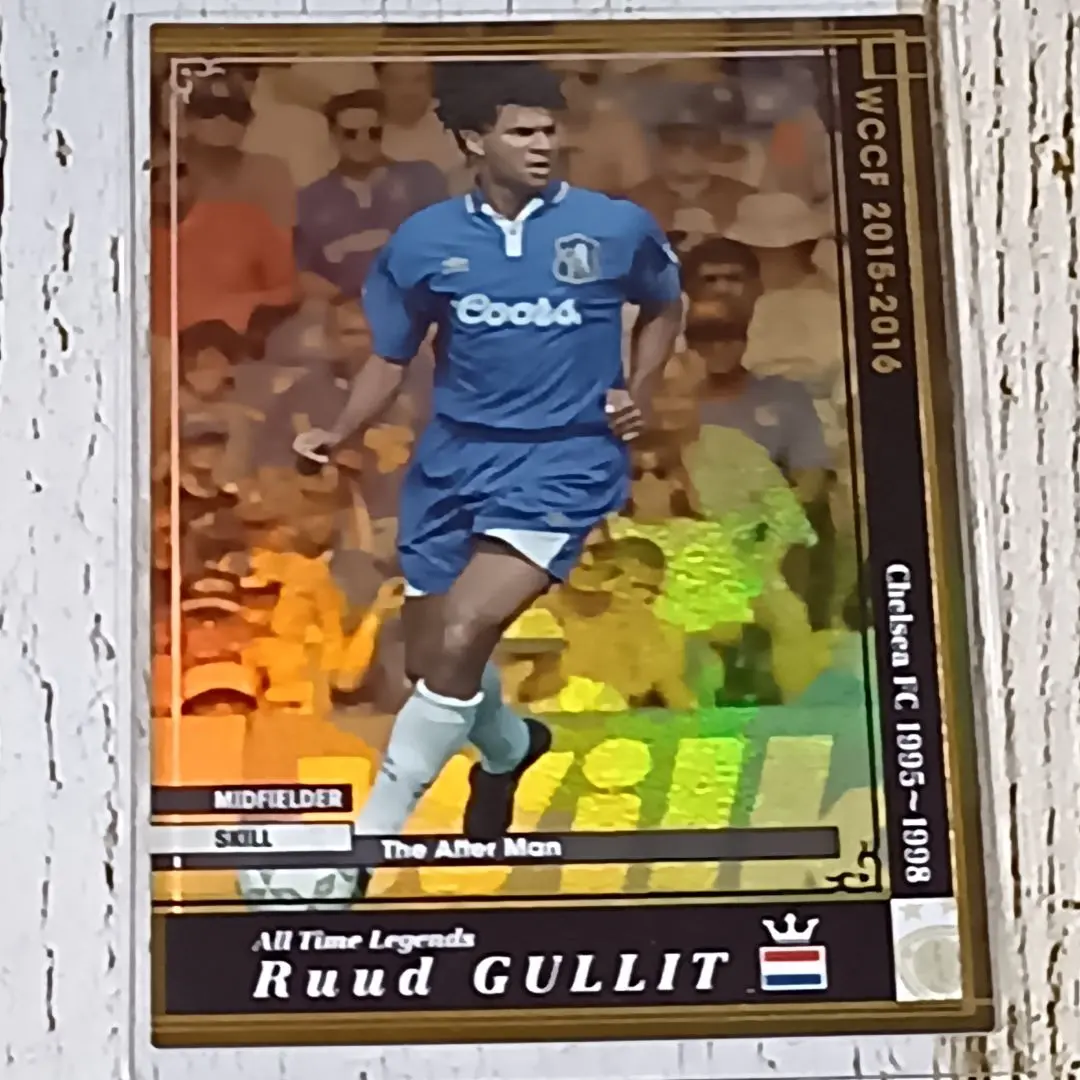 WCCF 2015-2016
Chelsea FC 1995~1998
Coors
MIDFIELDER
SKILL
The After Man
All Time Legends
Ruud GULLIT